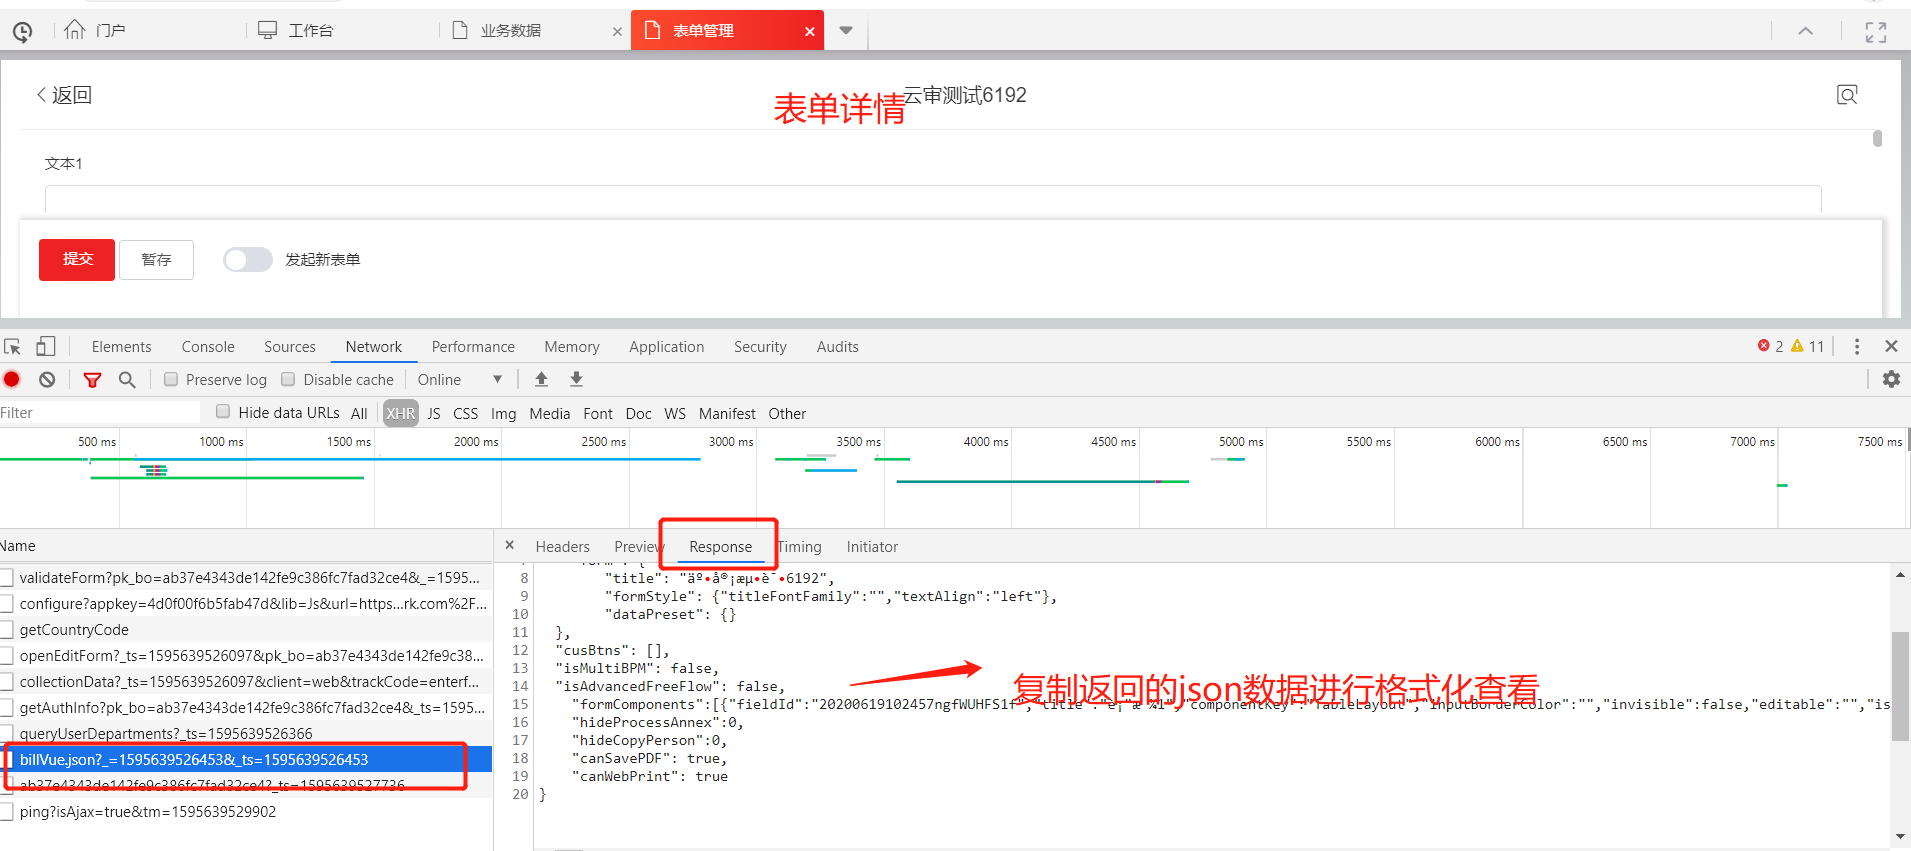 门户
工作台
业务数据
表单管理
返回
表单详情
云审测试6192
文本1
提交
暂存
发起新表单
Elements Console Sources Network Performance Memory Application Security Audits
2 11
Preserve log Disable cache Online
Filter Hide data URLs All XHR JS CSS Img Media Font Doc WS Manifest Other
500 ms 1000 ms 1500 ms 2000 ms 2500 ms 3000 ms 3500 ms 4000 ms 4500 ms 5000 ms 5500 ms 6000 ms 6500 ms 7000 ms 7500 ms
Name
Headers Preview Response Timing Initiator
validateForm?pk_bo=ab37e4343de142fe9c386fc7fad32ce4&_=1595...
configure?appkey=4d0f00f6b5fab47d&lib=Js&url=https...rk.com%2F...
getCountryCode
openEditForm?_ts=1595639526097&pk_bo=ab37e4343de142fe9c38...
collectionData?_ts=1595639526097&client=web&trackCode=enterf...
getAuthInfo?pk_bo=ab37e4343de142fe9c386fc7fad32ce4&_ts=1595...
queryUserDepartments?_ts=1595639526366
billVue.json?_=1595639526453&_ts=1595639526453
ab37e4343de142fe9c386fc7fad32ce4?_ts=1595639527736
ping?isAjax=true&tm=1595639529902
8 "title": "äº•å®¡æµ•è¯•6192",
9 "formStyle": {"titleFontFamily":"","textAlign":"left"},
10 "dataPreset": {}
11 },
12 "cusBtns": [],
13 "isMultiBPM": false,
14 "isAdvancedFreeFlow": false,
复制返回的json数据进行格式化查看
15 "formComponents":[{"fieldId":"20200619102457ngfWUHFS1f","title":"","componentKey":"TableLayout","inputBorderColor":"","invisible":false,"editable":"","is
16 "hideProcessAnnex":0,
17 "hideCopyPerson":0,
18 "canSavePDF": true,
19 "canWebPrint": true
20 }